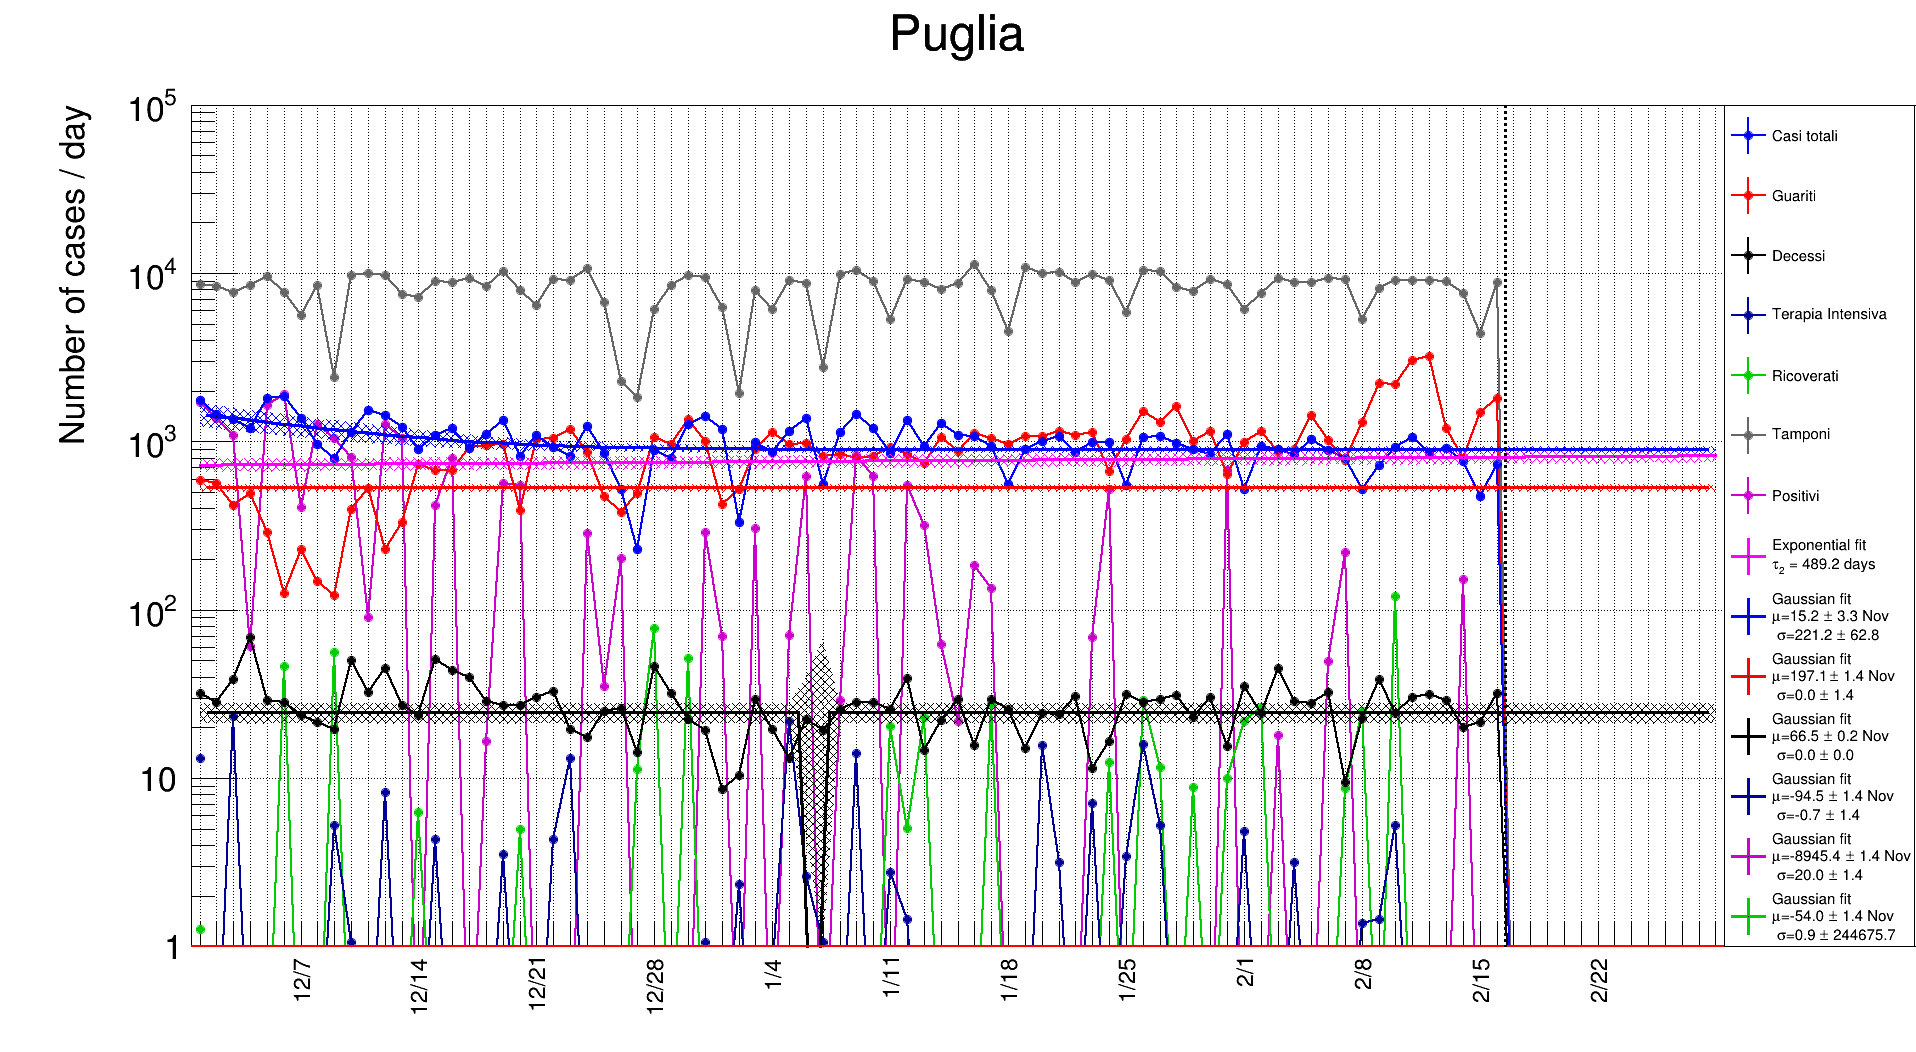 Puglia
Number of cases / day
10^5
10^4
10^3
10^2
10
1
12/7
12/14
12/21
12/28
1/4
1/11
1/18
1/25
2/1
2/8
2/15
2/22
Casi totali
Guariti
Decessi
Terapia Intensiva
Ricoverati
Tamponi
Positivi
Exponential fit
τ₂ = 489.2 days
Gaussian fit
μ=15.2 ± 3.3 Nov
σ=221.2 ± 62.8
Gaussian fit
μ=197.1 ± 1.4 Nov
σ=0.0 ± 1.4
Gaussian fit
μ=66.5 ± 0.2 Nov
σ=0.0 ± 0.0
Gaussian fit
μ=-94.5 ± 1.4 Nov
σ=-0.7 ± 1.4
Gaussian fit
μ=-8945.4 ± 1.4 Nov
σ=20.0 ± 1.4
Gaussian fit
μ=-54.0 ± 1.4 Nov
σ=0.9 ± 244675.7